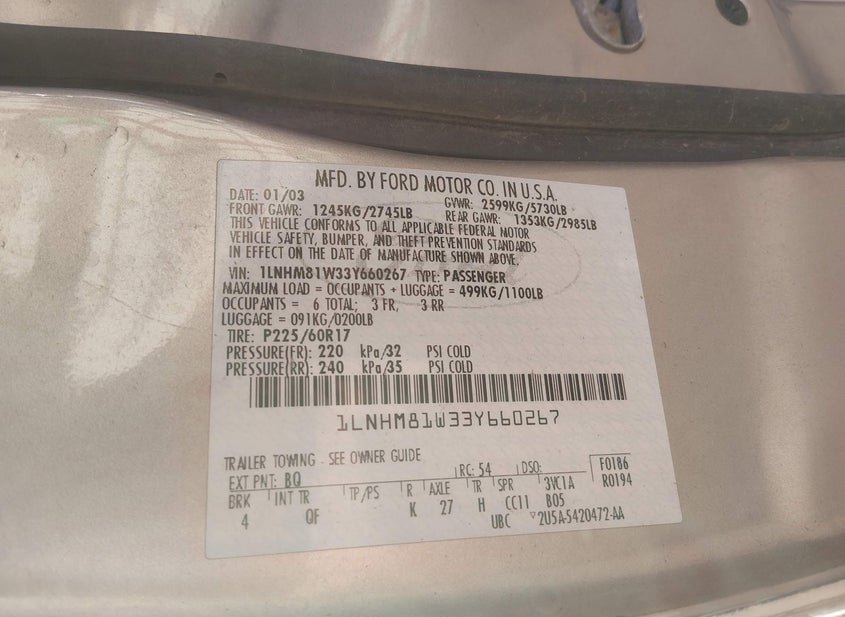 MFD. BY FORD MOTOR CO. IN U.S.A.
DATE: 01/03 GVWR: 2599KG/5730LB
FRONT GAWR: 1245KG/2745LB REAR GAWR: 1353KG/2985LB
THIS VEHICLE CONFORMS TO ALL APPLICABLE FEDERAL MOTOR
VEHICLE SAFETY, BUMPER, AND THEFT PREVENTION STANDARDS
IN EFFECT ON THE DATE OF MANUFACTURE SHOWN ABOVE.
VIN: 1LNHM81W33Y660267 TYPE: PASSENGER
MAXIMUM LOAD = OCCUPANTS + LUGGAGE = 499KG/1100LB
OCCUPANTS = 6 TOTAL; 3 FR, 3 RR
LUGGAGE = 091KG/0200LB
TIRE: P225/60R17
PRESSURE(FR): 220 kPa/32 PSI COLD
PRESSURE(RR): 240 kPa/35 PSI COLD
1LNHM81W33Y660267
TRAILER TOWING - SEE OWNER GUIDE
EXT PNT: BQ RC: 54 DSO: F0186
R0194
BRK INT TR TP/PS R AXLE TR SPR 3YC1A
4 QF K 27 H CC11 B05
UBC 2U5A-5420472-AA